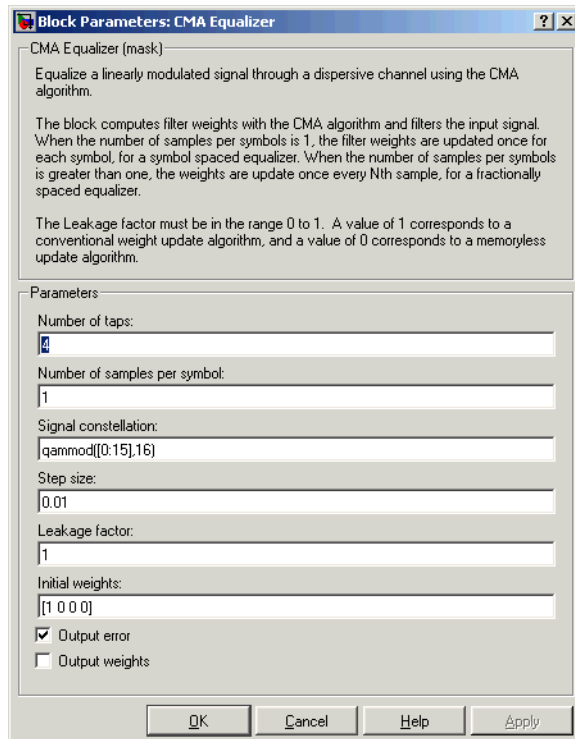 Block Parameters: CMA Equalizer
CMA Equalizer (mask)
Equalize a linearly modulated signal through a dispersive channel using the CMA
algorithm.
The block computes filter weights with the CMA algorithm and filters the input signal.
When the number of samples per symbols is 1, the filter weights are updated once for
each symbol, for a symbol spaced equalizer. When the number of samples per symbols
is greater than one, the weights are update once every Nth sample, for a fractionally
spaced equalizer.
The Leakage factor must be in the range 0 to 1. A value of 1 corresponds to a
conventional weight update algorithm, and a value of 0 corresponds to a memoryless
update algorithm.
Parameters
Number of taps:
4
Number of samples per symbol:
1
Signal constellation:
qammod([0:15],16)
Step size:
0.01
Leakage factor:
1
Initial weights:
[1 0 0 0]
Output error
Output weights
OK Cancel Help Apply